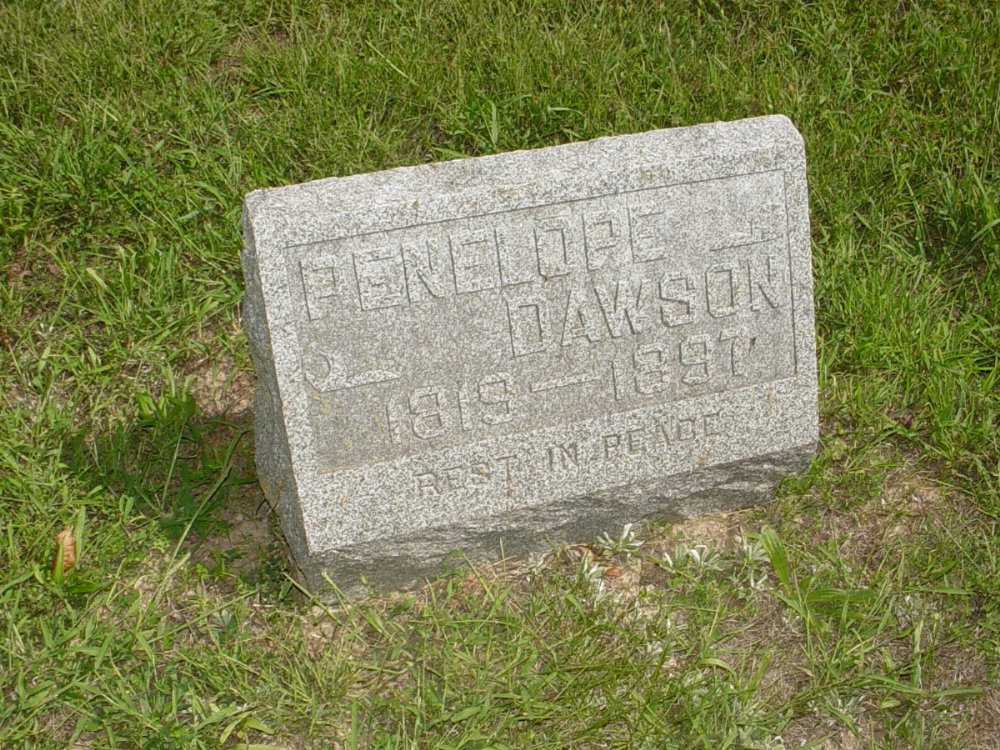 PENELOPE
DAWSON
1819 — 1897
REST IN PEACE